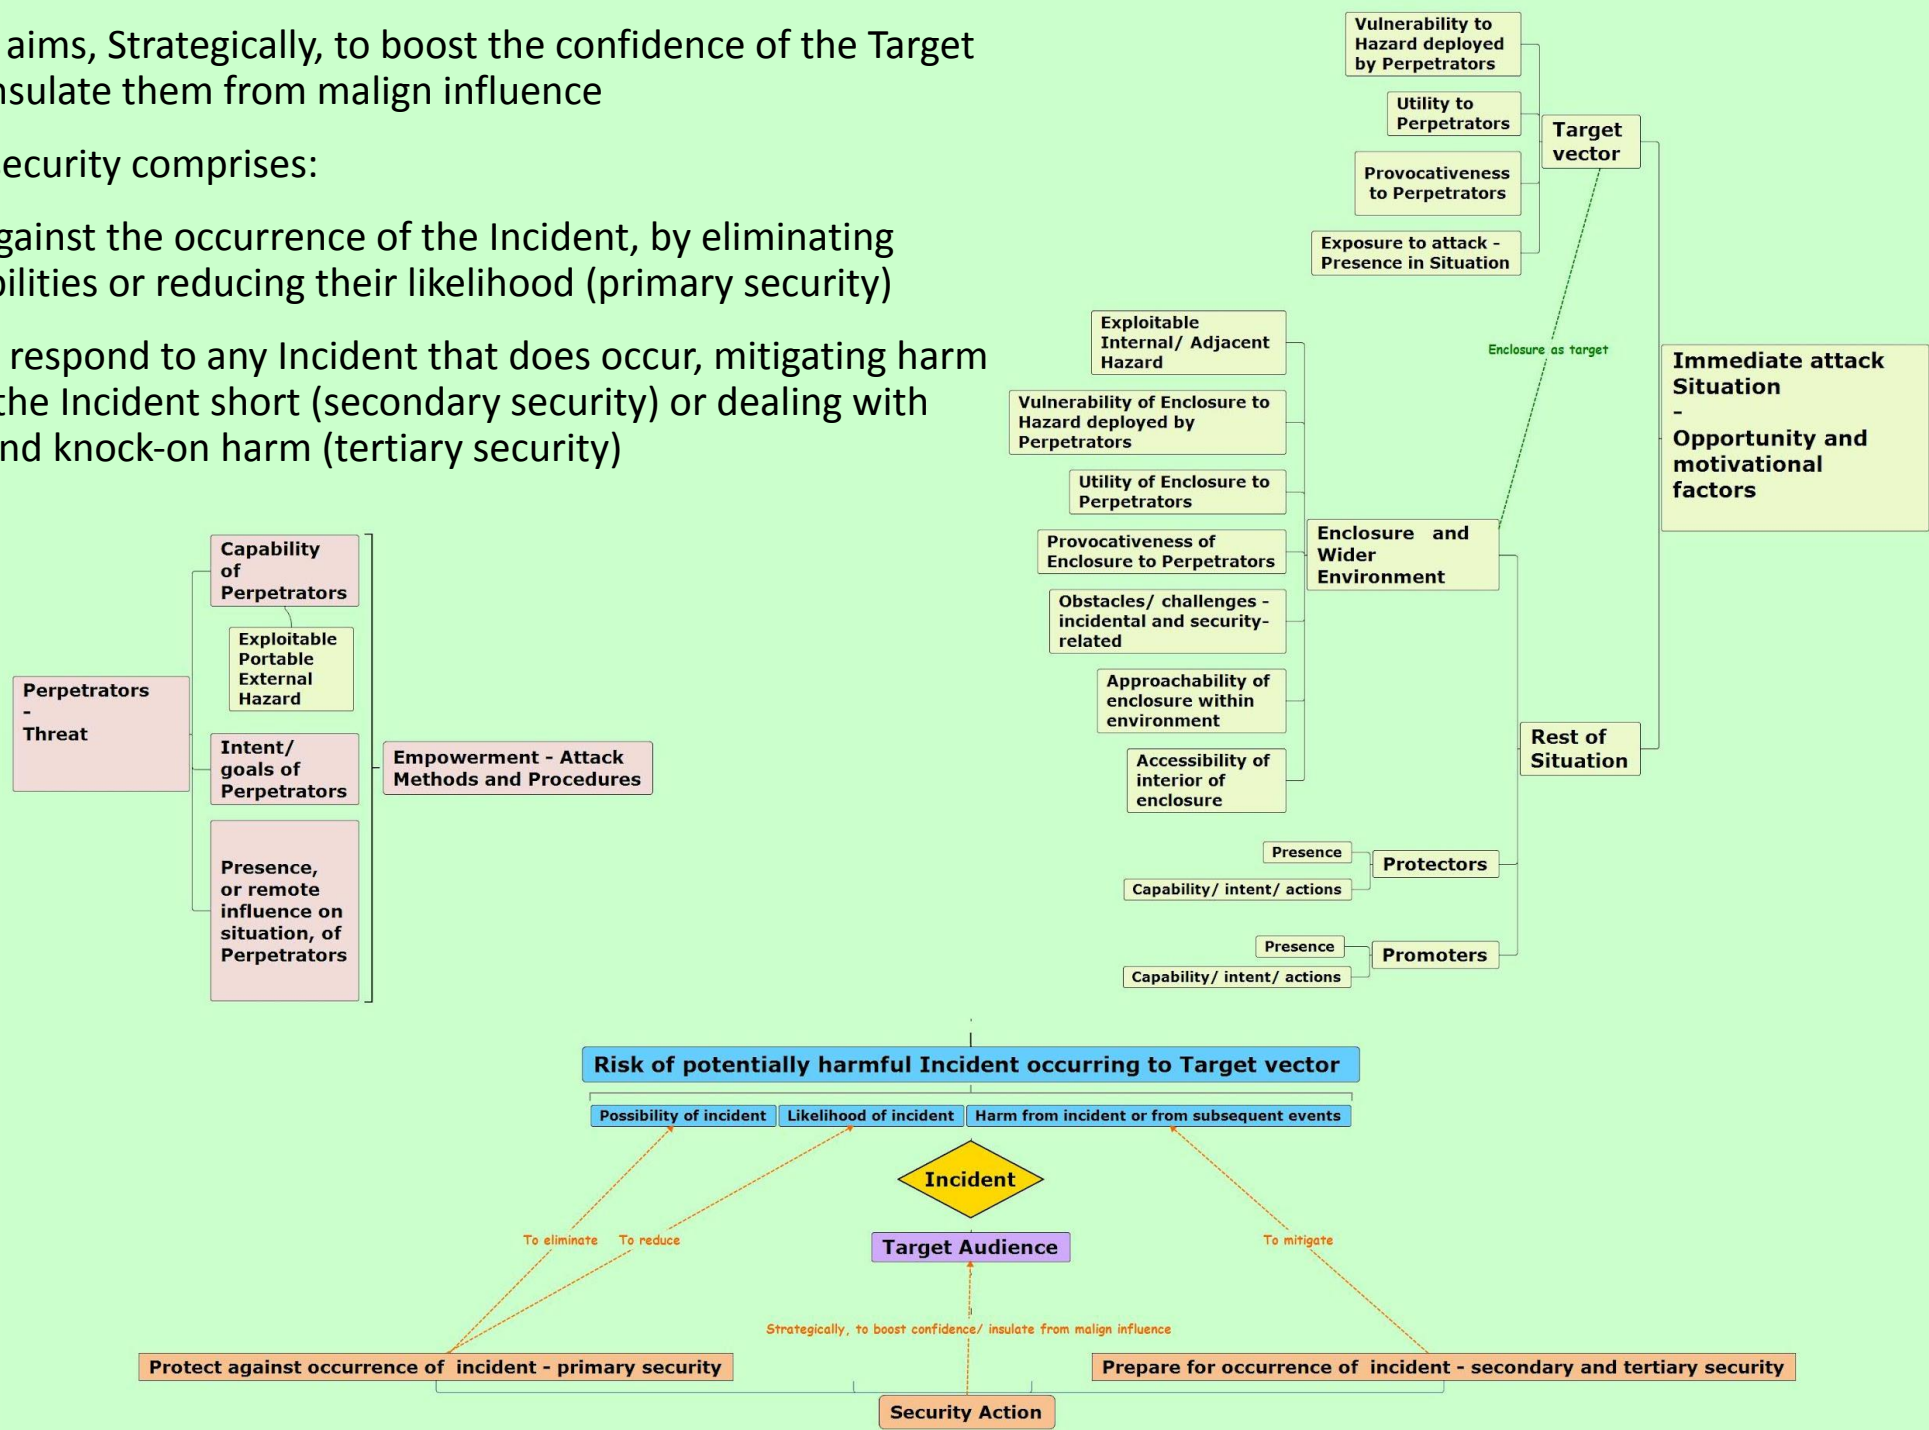 aims, Strategically, to boost the confidence of the Target
nsulate them from malign influence
ecurity comprises:
gainst the occurrence of the Incident, by eliminating
bilities or reducing their likelihood (primary security)
respond to any Incident that does occur, mitigating harm
the Incident short (secondary security) or dealing with
nd knock-on harm (tertiary security)
Vulnerability to
Hazard deployed
by Perpetrators
Utility to
Perpetrators
Provocativeness
to Perpetrators
Exposure to attack -
Presence in Situation
Target
vector
Enclosure as target
Immediate attack
Situation
-
Opportunity and
motivational
factors
Exploitable
Internal/ Adjacent
Hazard
Vulnerability of Enclosure to
Hazard deployed by
Perpetrators
Utility of Enclosure to
Perpetrators
Provocativeness of
Enclosure to Perpetrators
Obstacles/ challenges -
incidental and security-
related
Approachability of
enclosure within
environment
Accessibility of
interior of
enclosure
Enclosure and
Wider
Environment
Rest of
Situation
Presence
Capability/ intent/ actions
Protectors
Presence
Capability/ intent/ actions
Promoters
Perpetrators
-
Threat
Capability
of
Perpetrators
Exploitable
Portable
External
Hazard
Intent/
goals of
Perpetrators
Presence,
or remote
influence on
situation, of
Perpetrators
Empowerment - Attack
Methods and Procedures
Risk of potentially harmful Incident occurring to Target vector
Possibility of incident
Likelihood of incident
Harm from incident or from subsequent events
Incident
Target Audience
To eliminate
To reduce
To mitigate
Strategically, to boost confidence/ insulate from malign influence
Protect against occurrence of incident - primary security
Prepare for occurrence of incident - secondary and tertiary security
Security Action